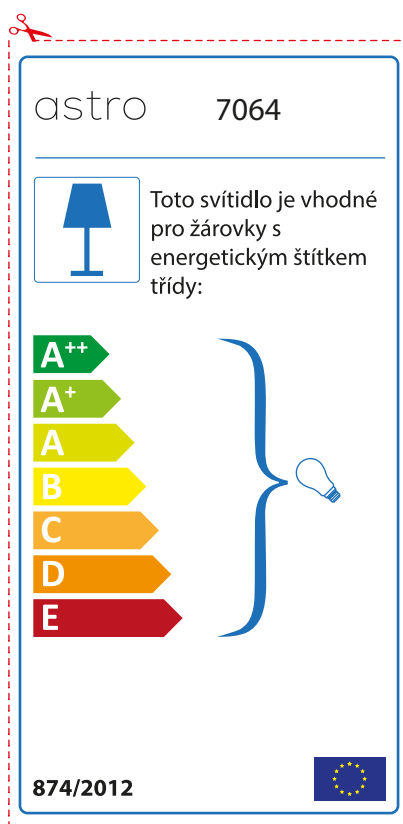 astro 7064
Toto svítidlo je vhodné
pro žárovky s
energetickým štítkem
třídy:
A++
A+
A
B
C
D
E
874/2012